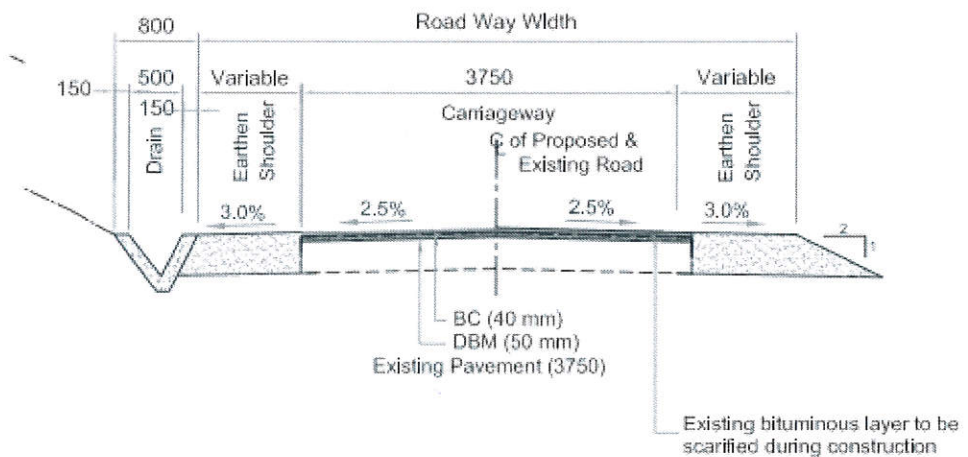 800
Road Way Width
500
Variable
3750
Variable
150
150
Carriageway
Drain
Earthen
Shoulder
℄ of Proposed &
Existing Road
Earthen
Shoulder
3.0%
2.5%
2.5%
3.0%
2
1
BC (40 mm)
DBM (50 mm)
Existing Pavement (3750)
Existing bituminous layer to be
scarified during construction